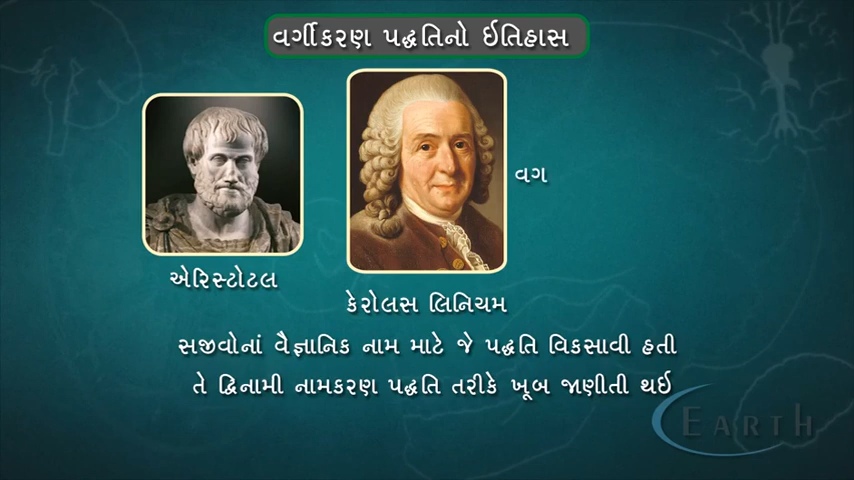 વર્ગીકરણ પદ્ધતિનો ઈતિહાસ
વગ
એરિસ્ટોટલ
કેરોલસ લિનિયમ
સજીવોનાં વૈજ્ઞાનિક નામ માટે જે પદ્ધતિ વિકસાવી હતી
તે દ્વિનામી નામકરણ પદ્ધતિ તરીકે ખૂબ જાણીતી થઈ
EARTH